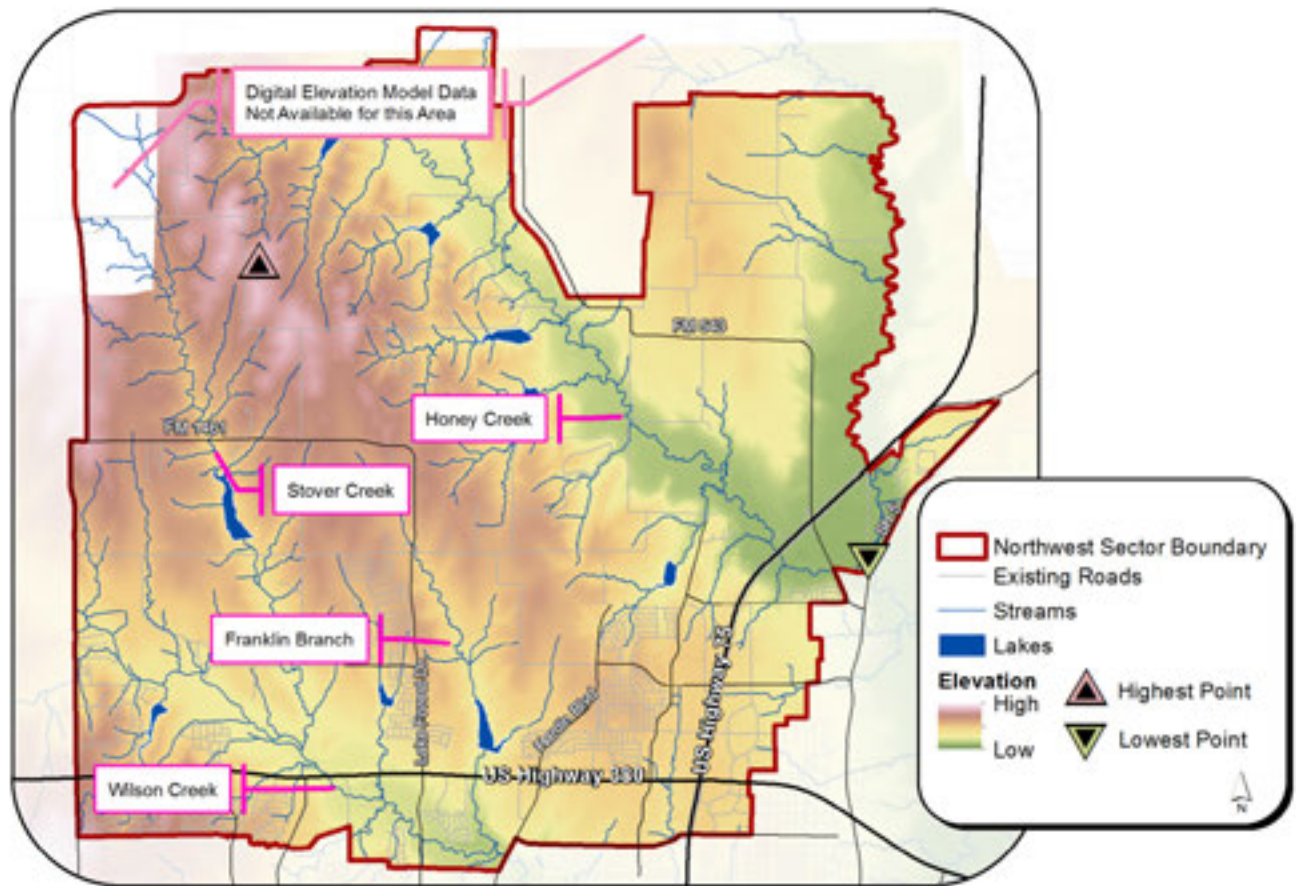 Digital Elevation Model Data
Not Available for this Area
FM 543
Honey Creek
FM 1461
Stover Creek
Franklin Branch
US Highway 75
US Highway 380
Wilson Creek
Northwest Sector Boundary
Existing Roads
Streams
Lakes
Elevation
High
Low
Highest Point
Lowest Point
N